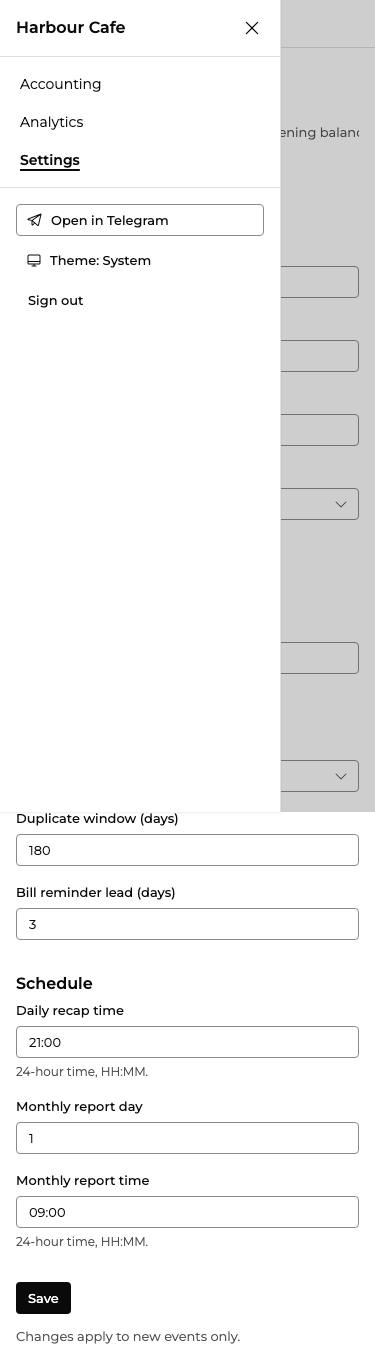 Harbour Cafe
Accounting
Analytics
Settings
Open in Telegram
Theme: System
Sign out
Duplicate window (days)
180
Bill reminder lead (days)
3
Schedule
Daily recap time
21:00
24-hour time, HH:MM.
Monthly report day
1
Monthly report time
09:00
24-hour time, HH:MM.
Save
Changes apply to new events only.